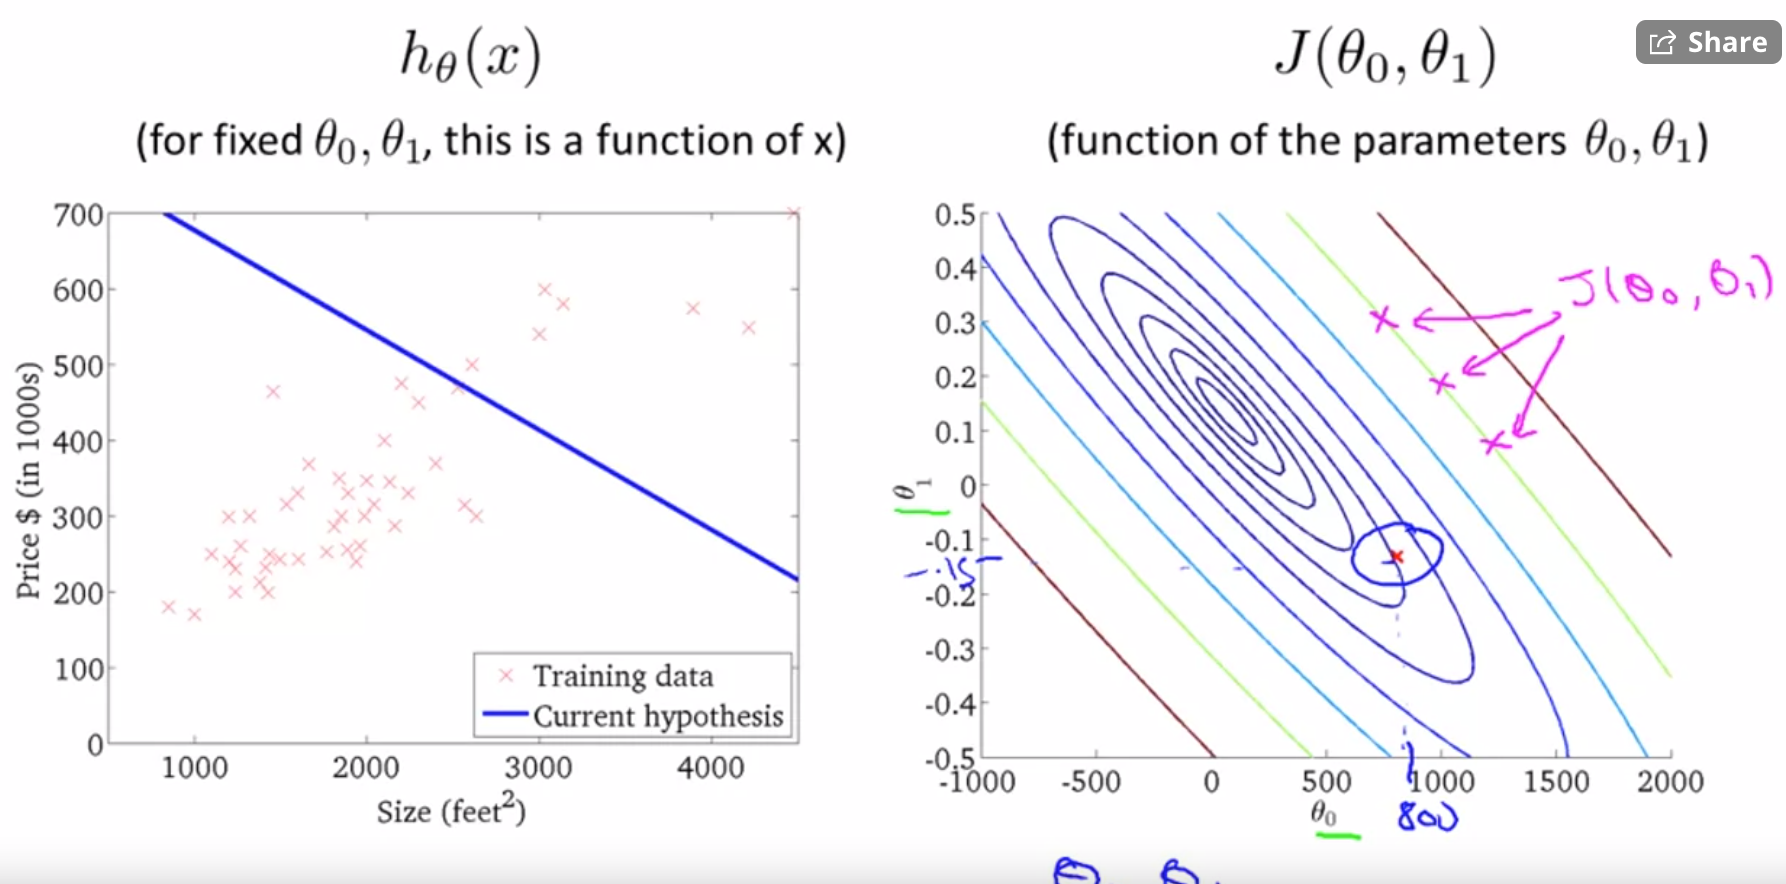 h_θ(x)
(for fixed θ₀, θ₁, this is a function of x)
700
600
500
400
300
200
100
0
Price $ (in 1000s)
1000 2000 3000 4000
Size (feet²)
Training data
Current hypothesis
J(θ₀, θ₁)
Share
(function of the parameters θ₀, θ₁)
0.5
0.4
0.3
0.2
0.1
0
-0.1
-0.2
-0.3
-0.4
-0.5
θ₁
-.15
J(θ₀, θ₁)
-1000 -500 0 500 1000 1500 2000
θ₀
800